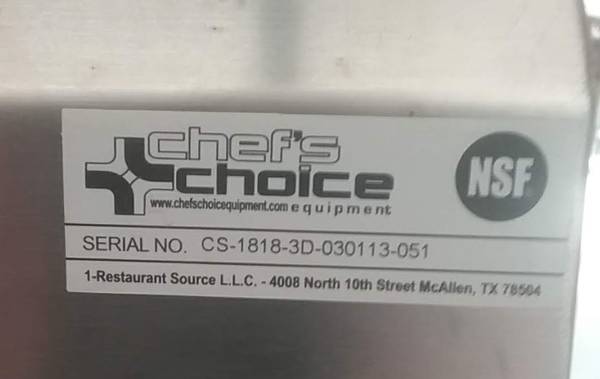 chef's
choice
www.chefschoicequipment.com equipment
NSF
SERIAL NO. CS-1818-3D-030113-051
1-Restaurant Source L.L.C. - 4008 North 10th Street McAllen, TX 78504